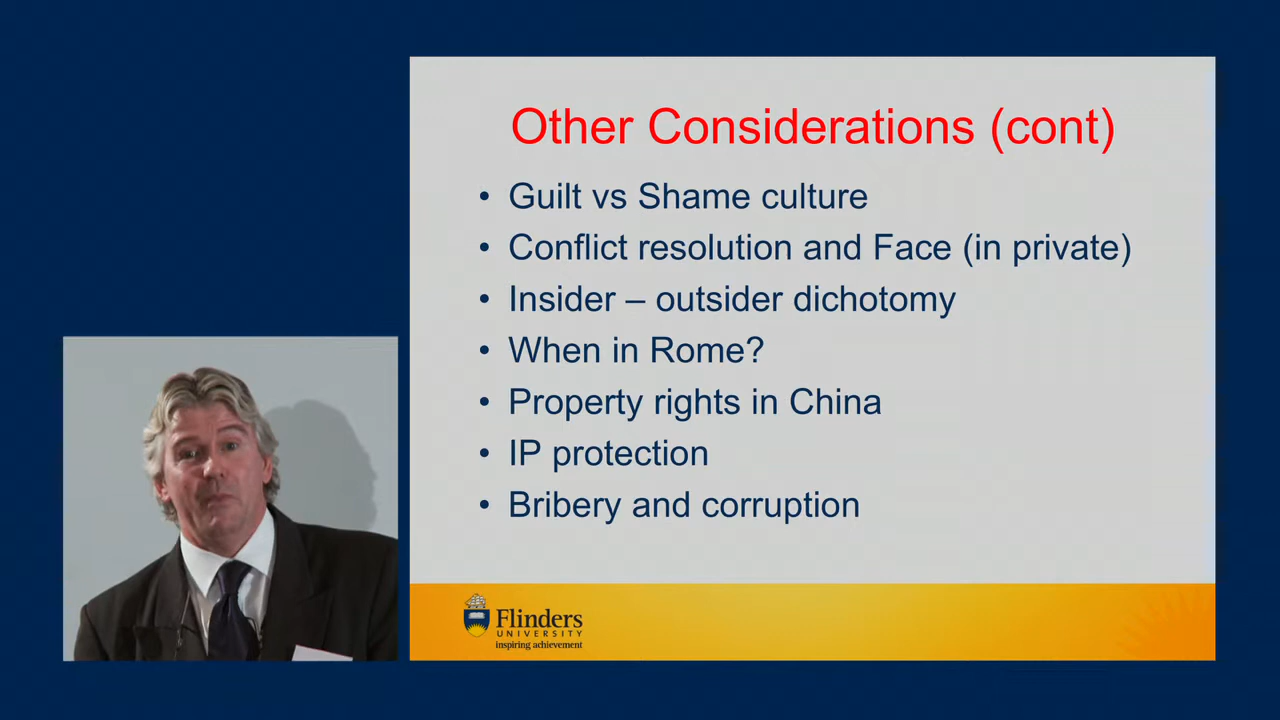 Other Considerations (cont)
• Guilt vs Shame culture
• Conflict resolution and Face (in private)
• Insider – outsider dichotomy
• When in Rome?
• Property rights in China
• IP protection
• Bribery and corruption
Flinders
UNIVERSITY
inspiring achievement